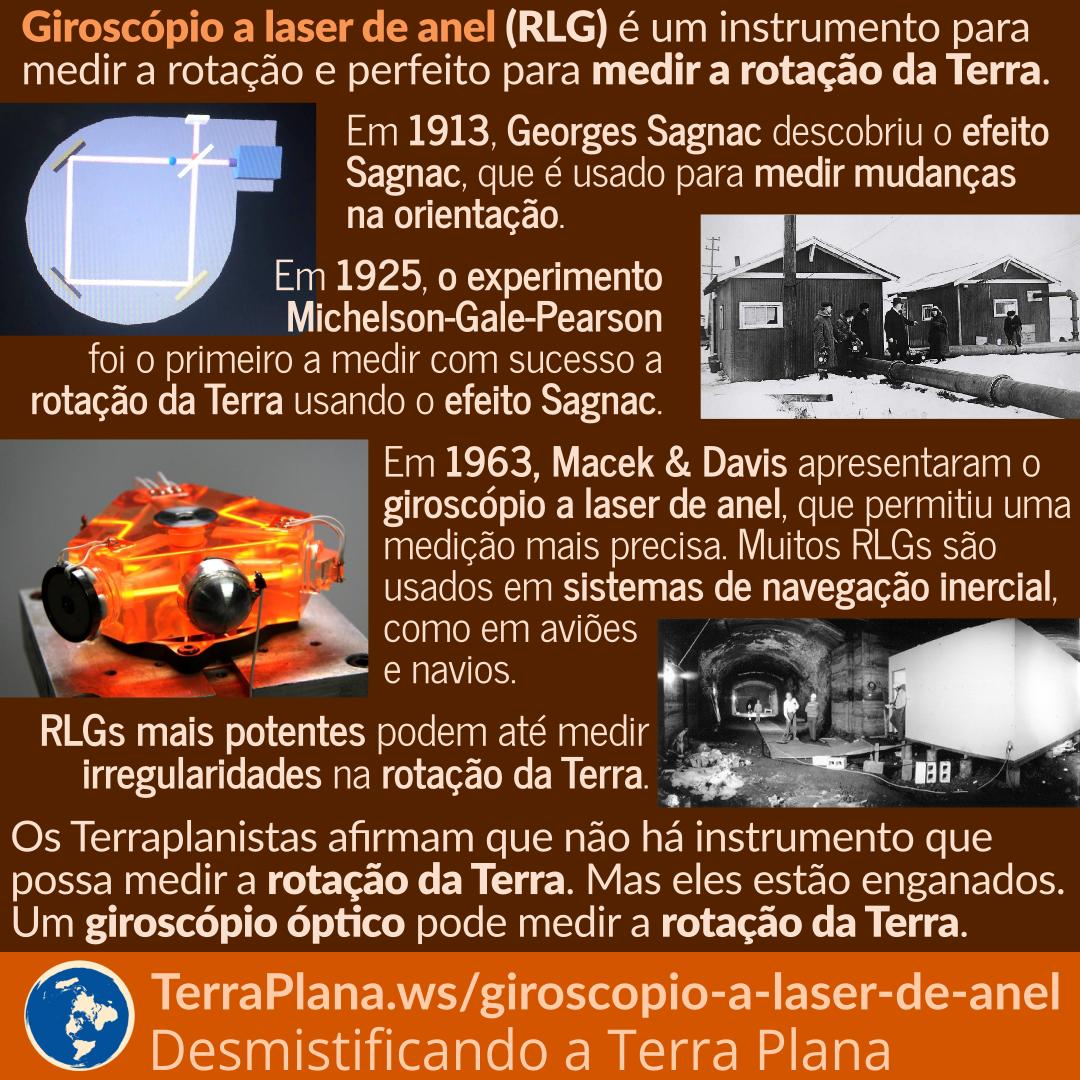 Giroscópio a laser de anel (RLG) é um instrumento para
medir a rotação e perfeito para medir a rotação da Terra.
Em 1913, Georges Sagnac descobriu o efeito
Sagnac, que é usado para medir mudanças
na orientação.
Em 1925, o experimento
Michelson-Gale-Pearson
foi o primeiro a medir com sucesso a
rotação da Terra usando o efeito Sagnac.
Em 1963, Macek & Davis apresentaram o
giroscópio a laser de anel, que permitiu uma
medição mais precisa. Muitos RLGs são
usados em sistemas de navegação inercial,
como em aviões
e navios.
RLGs mais potentes podem até medir
irregularidades na rotação da Terra.
Os Terraplanistas afirmam que não há instrumento que
possa medir a rotação da Terra. Mas eles estão enganados.
Um giroscópio óptico pode medir a rotação da Terra.
TerraPlana.ws/giroscopio-a-laser-de-anel
Desmistificando a Terra Plana